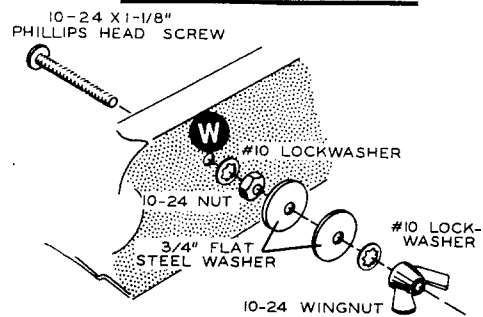 10-24 X 1-1/8"
PHILLIPS HEAD SCREW
W
#10 LOCKWASHER
10-24 NUT
3/4" FLAT
STEEL WASHER
#10 LOCK-
WASHER
10-24 WINGNUT